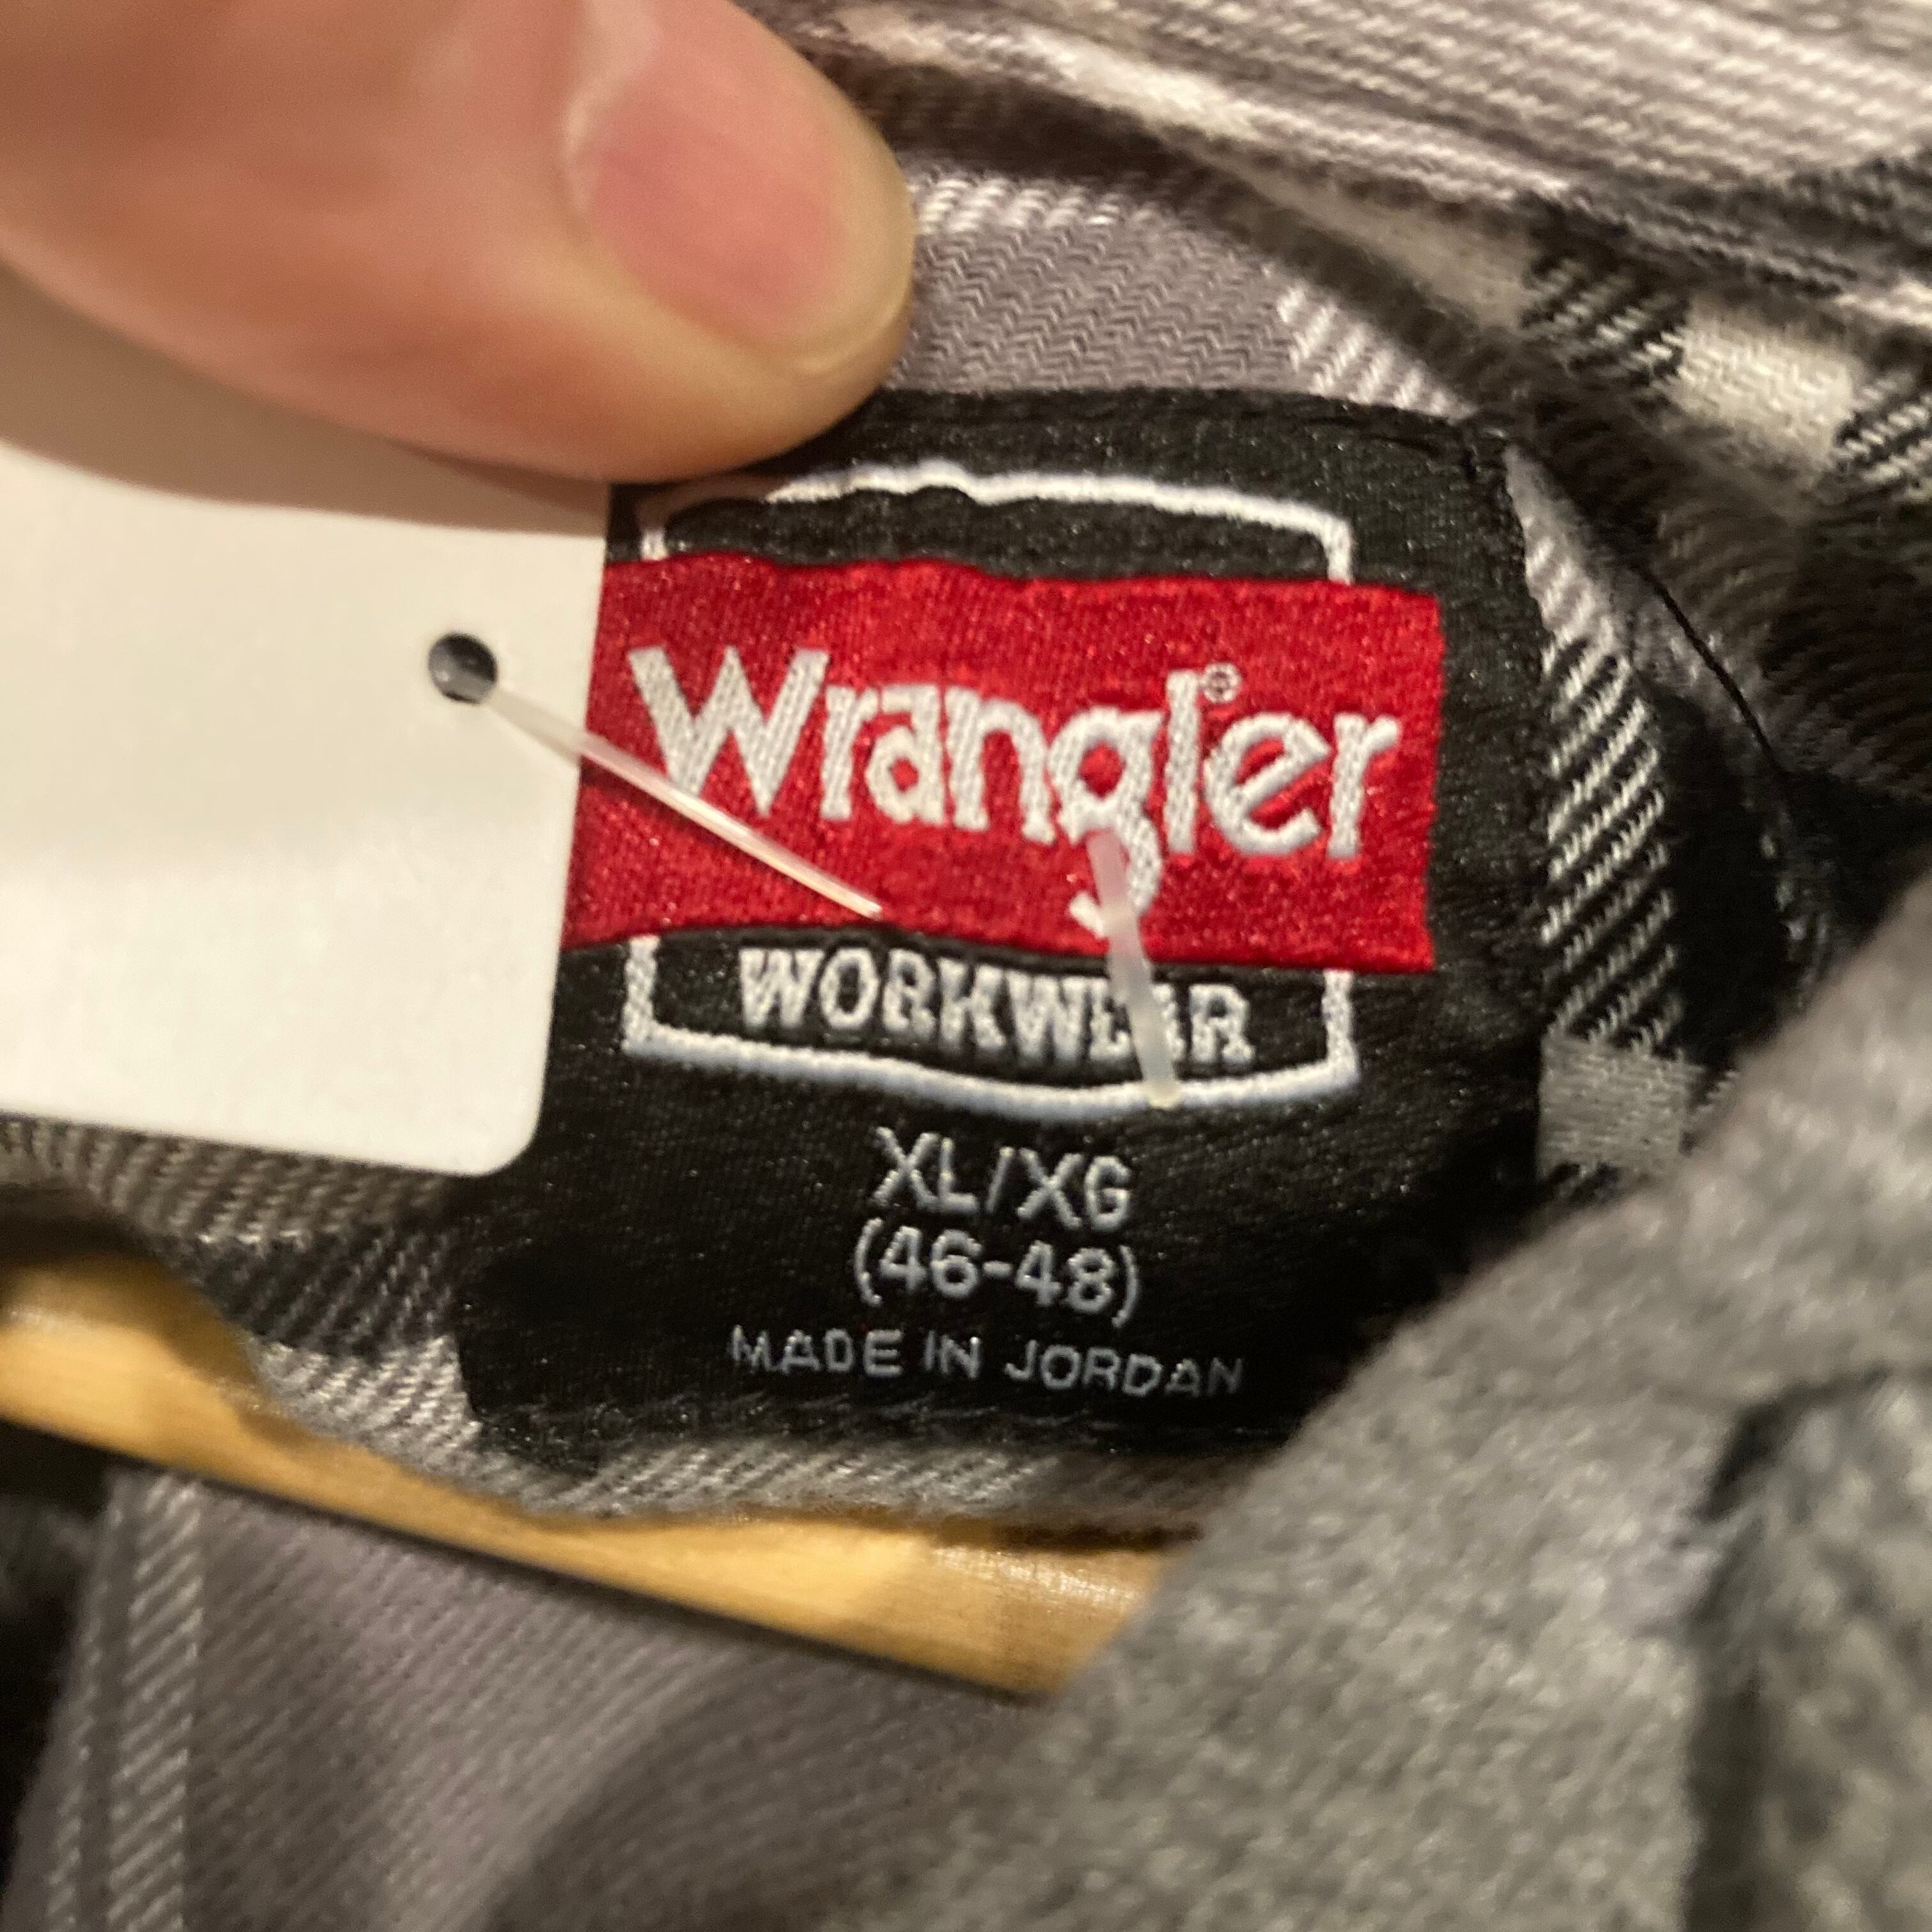 Wrangler®
WORKWEAR
XL/XG
(46-48)
MADE IN JORDAN